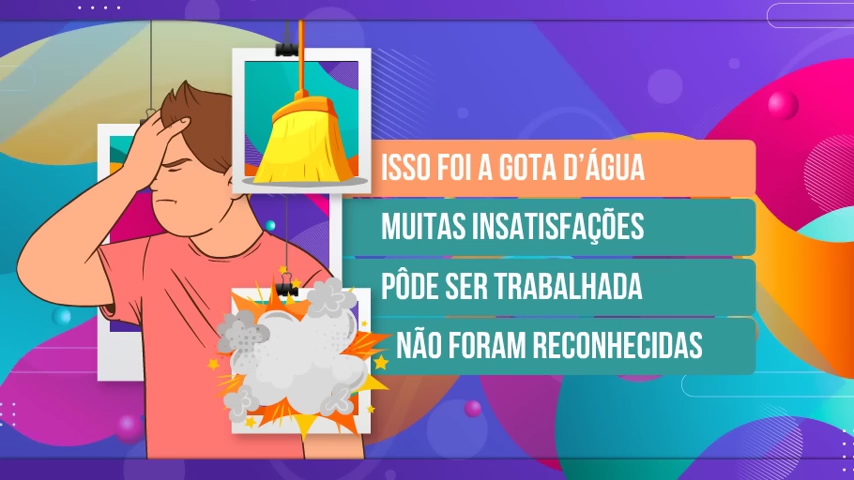 ISSO FOI A GOTA D'ÁGUA
MUITAS INSATISFAÇÕES
PÔDE SER TRABALHADA
NÃO FORAM RECONHECIDAS